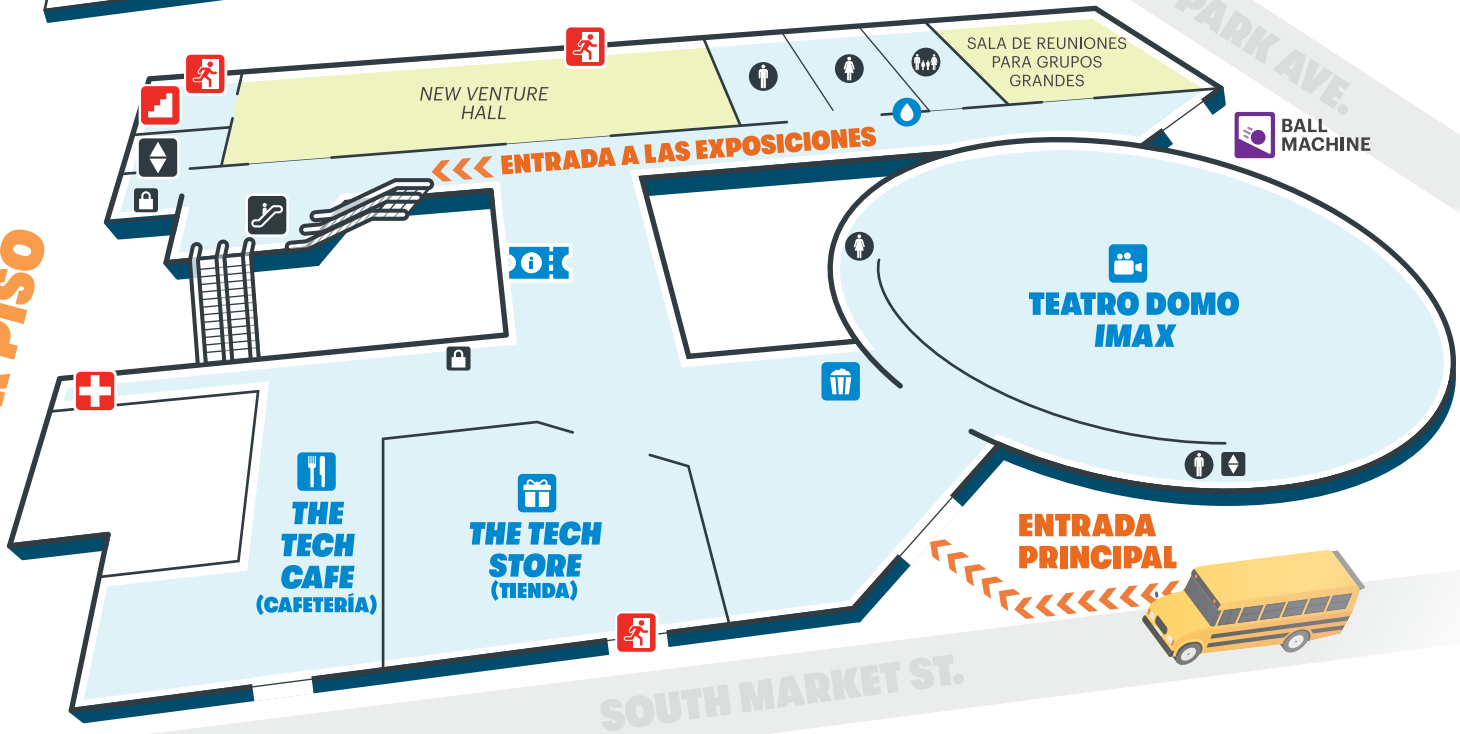 PARK AVE.
SALA DE REUNIONES
PARA GRUPOS
GRANDES
NEW VENTURE
HALL
BALL
MACHINE
ENTRADA A LAS EXPOSICIONES
PISO
i
TEATRO DOMO
IMAX
THE
TECH
CAFE
(CAFETERÍA)
THE TECH
STORE
(TIENDA)
ENTRADA
PRINCIPAL
SOUTH MARKET ST.